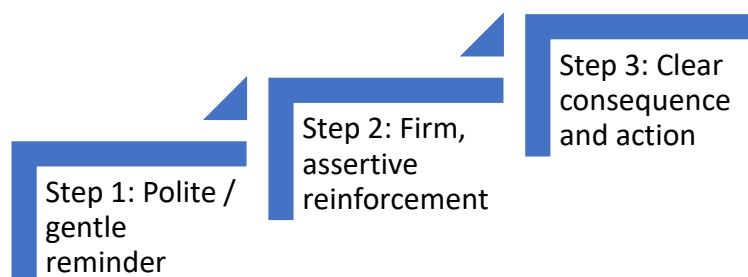 Step 1: Polite /
gentle
reminder
Step 2: Firm,
assertive
reinforcement
Step 3: Clear
consequence
and action